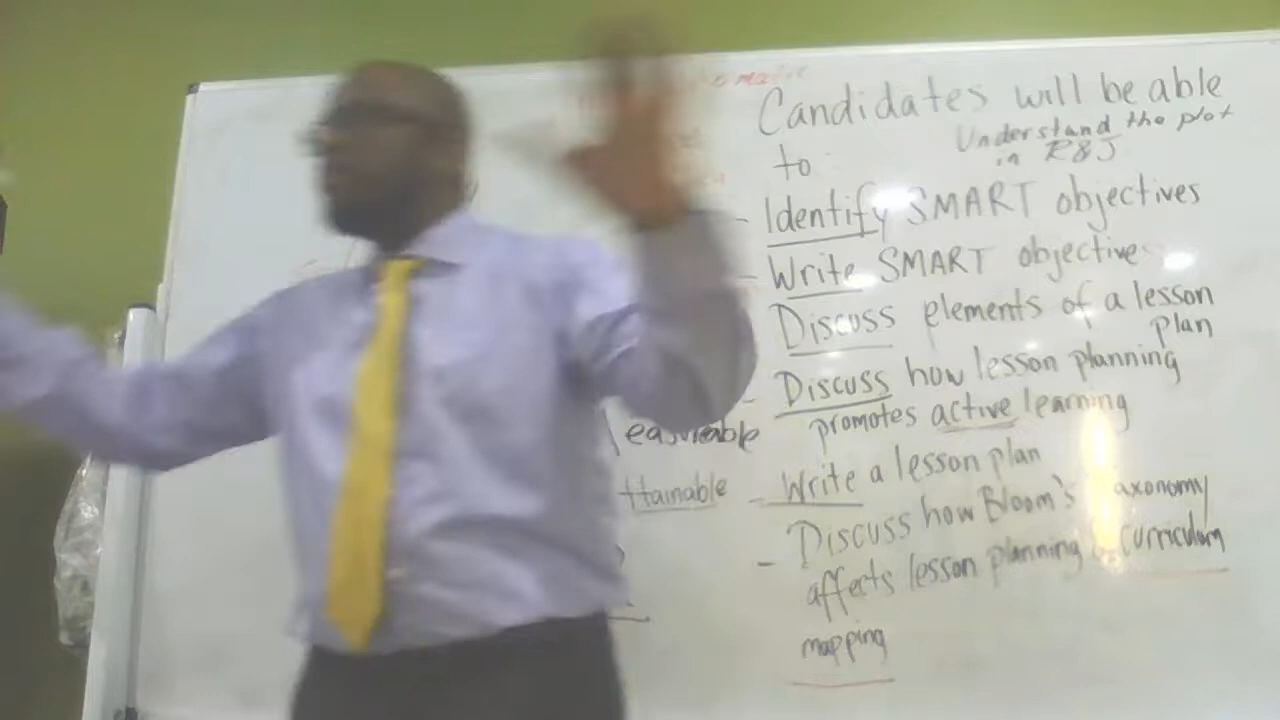 Candidates will be able
to
Understand the plot
in R&J
- Identify SMART objectives
- Write SMART objectives
Discuss elements of a lesson
plan
- Discuss how lesson planning
promotes active learning
- Write a lesson plan
- Discuss how Bloom's axonomy
affects lesson planning curriculum
mapping
easureable
ttainable